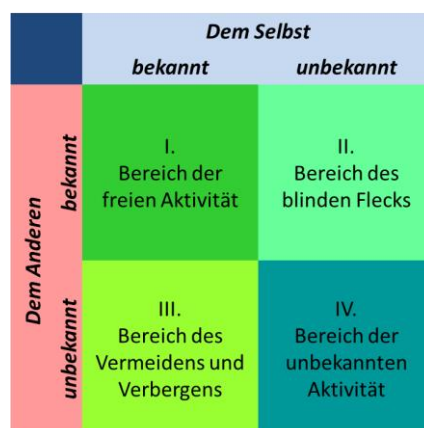 Dem Selbst
bekannt unbekannt
Dem Anderen
bekannt
unbekannt
I.
Bereich der
freien Aktivität
II.
Bereich des
blinden Flecks
III.
Bereich des
Vermeidens und
Verbergens
IV.
Bereich der
unbekannten
Aktivität